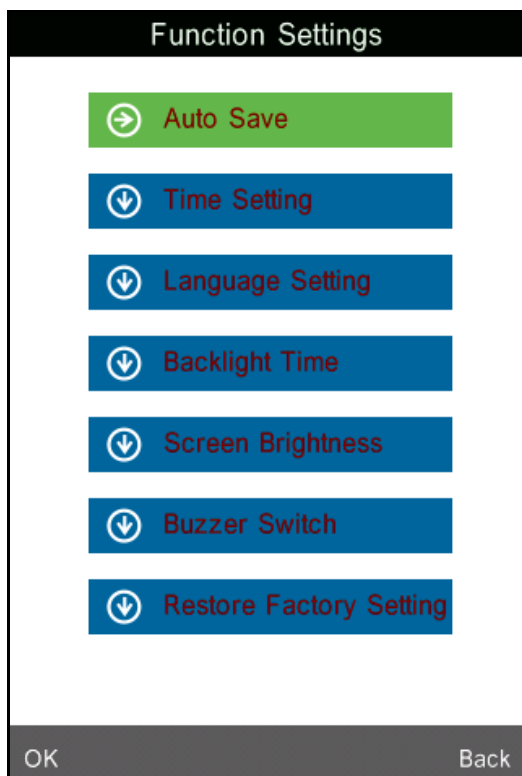 Function Settings
Auto Save
Time Setting
Language Setting
Backlight Time
Screen Brightness
Buzzer Switch
Restore Factory Setting
OK
Back